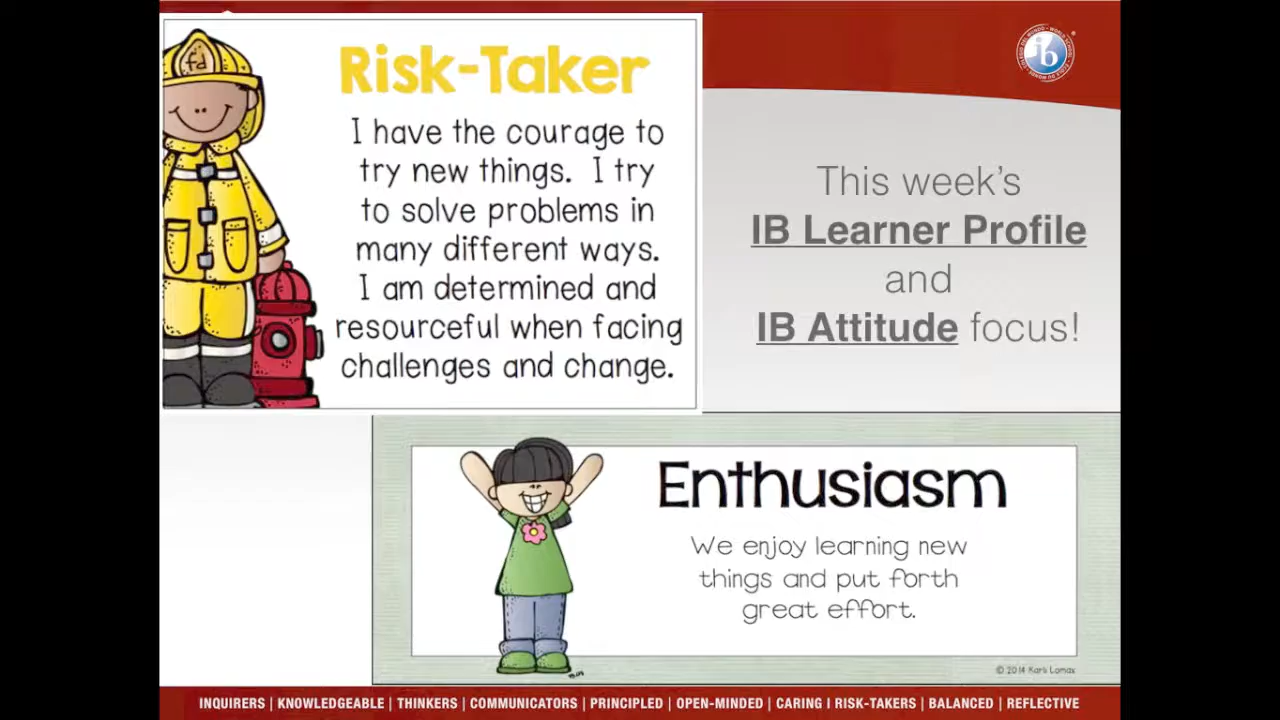 fd
Risk-Taker
I have the courage to
try new things. I try
to solve problems in
many different ways.
I am determined and
resourceful when facing
challenges and change.
ib
This week's
IB Learner Profile
and
IB Attitude focus!
Enthusiasm
We enjoy learning new
things and put forth
great effort.
© 2014 Karli Lomax
INQUIRERS | KNOWLEDGEABLE | THINKERS | COMMUNICATORS | PRINCIPLED | OPEN-MINDED | CARING I RISK-TAKERS | BALANCED | REFLECTIVE